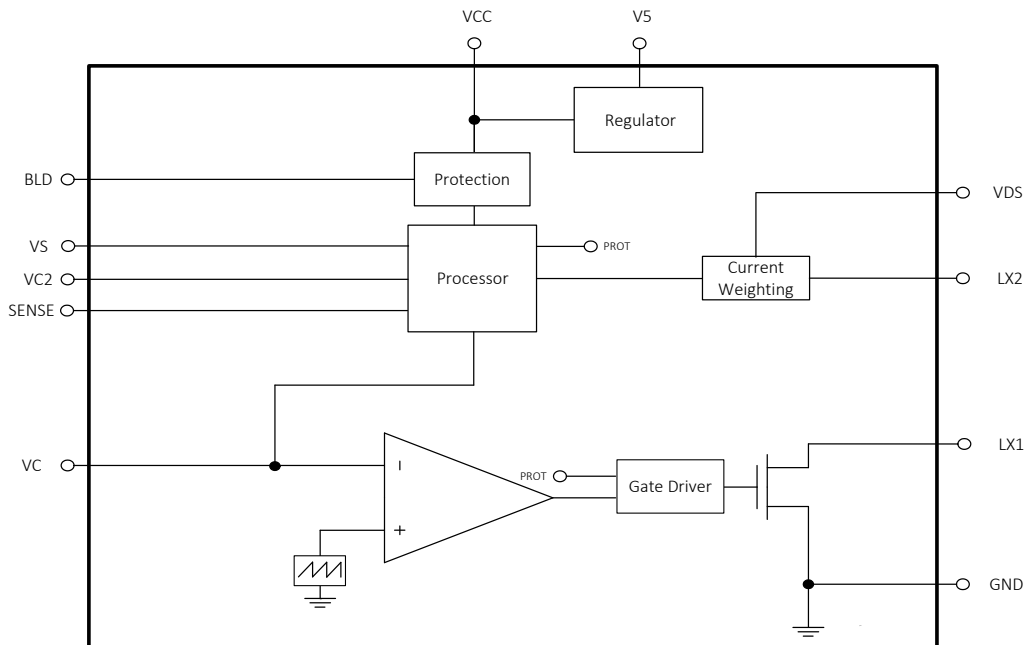 VCC
V5
Regulator
BLD
Protection
VDS
VS
PROT
VC2
Processor
Current
Weighting
LX2
SENSE
VC
LX1
PROT
Gate Driver
+
GND